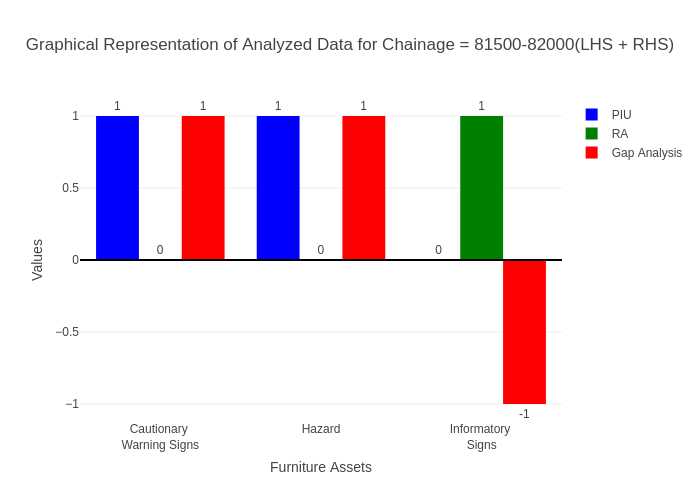 Graphical Representation of Analyzed Data for Chainage = 81500-82000(LHS + RHS)
PIU
RA
Gap Analysis
Values
1
0.5
0
−0.5
−1
1
0
1
1
0
1
0
1
-1
Cautionary
Warning Signs
Hazard
Informatory
Signs
Furniture Assets